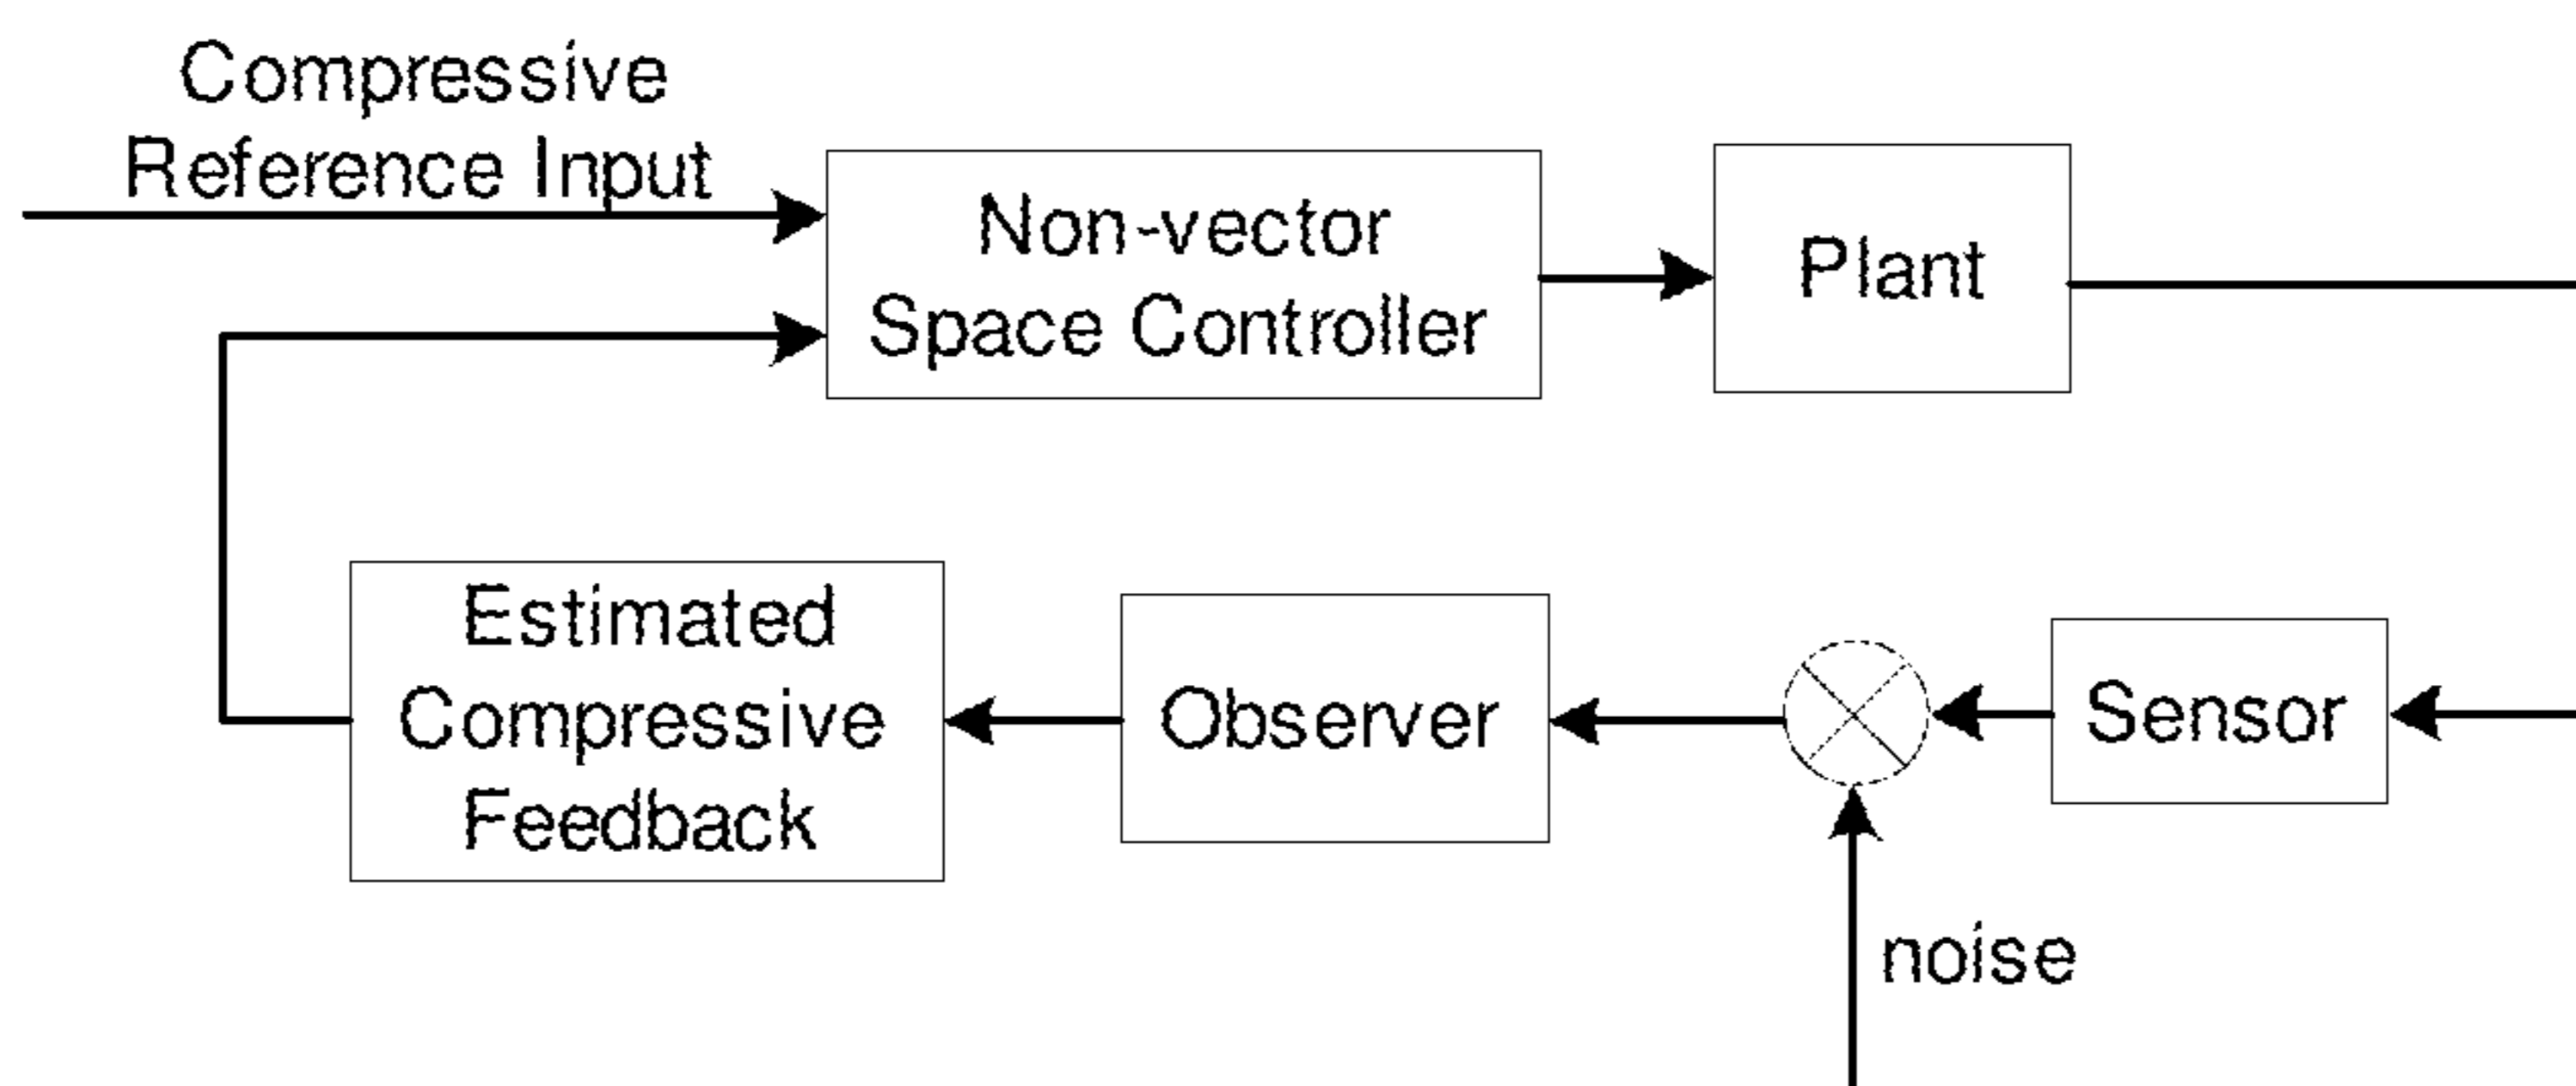 Compressive
Reference Input
Non-vector
Space Controller
Plant
Estimated
Compressive
Feedback
Observer
Sensor
noise